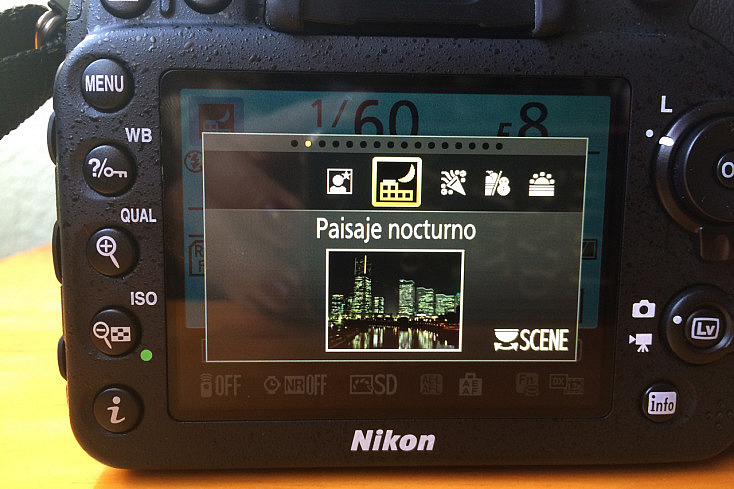 MENU
WB
?/
QUAL
ISO
i
1/60 F8
Paisaje nocturno
SCENE
OFF NR OFF SD
L
Lv
info
Nikon